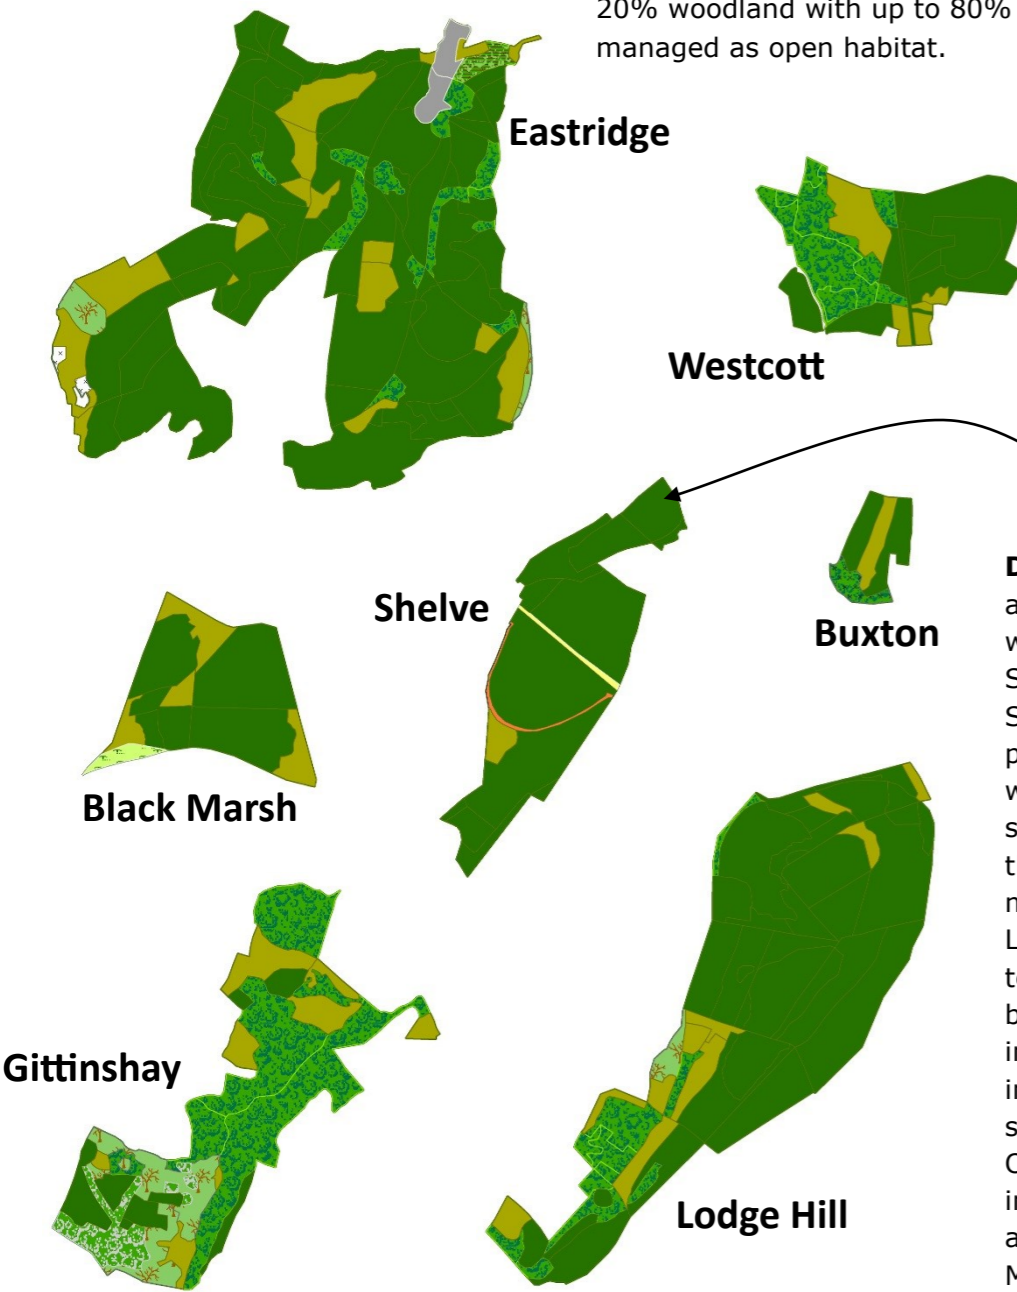 20% woodland with up to 80%
managed as open habitat.
Eastridge
Westcott
Shelve
Buxton
Black Marsh
Gittinshay
Lodge Hill
D
a
w
S
S
p
w
s
t
n
L
t
b
i
i
s
C
i
a
M